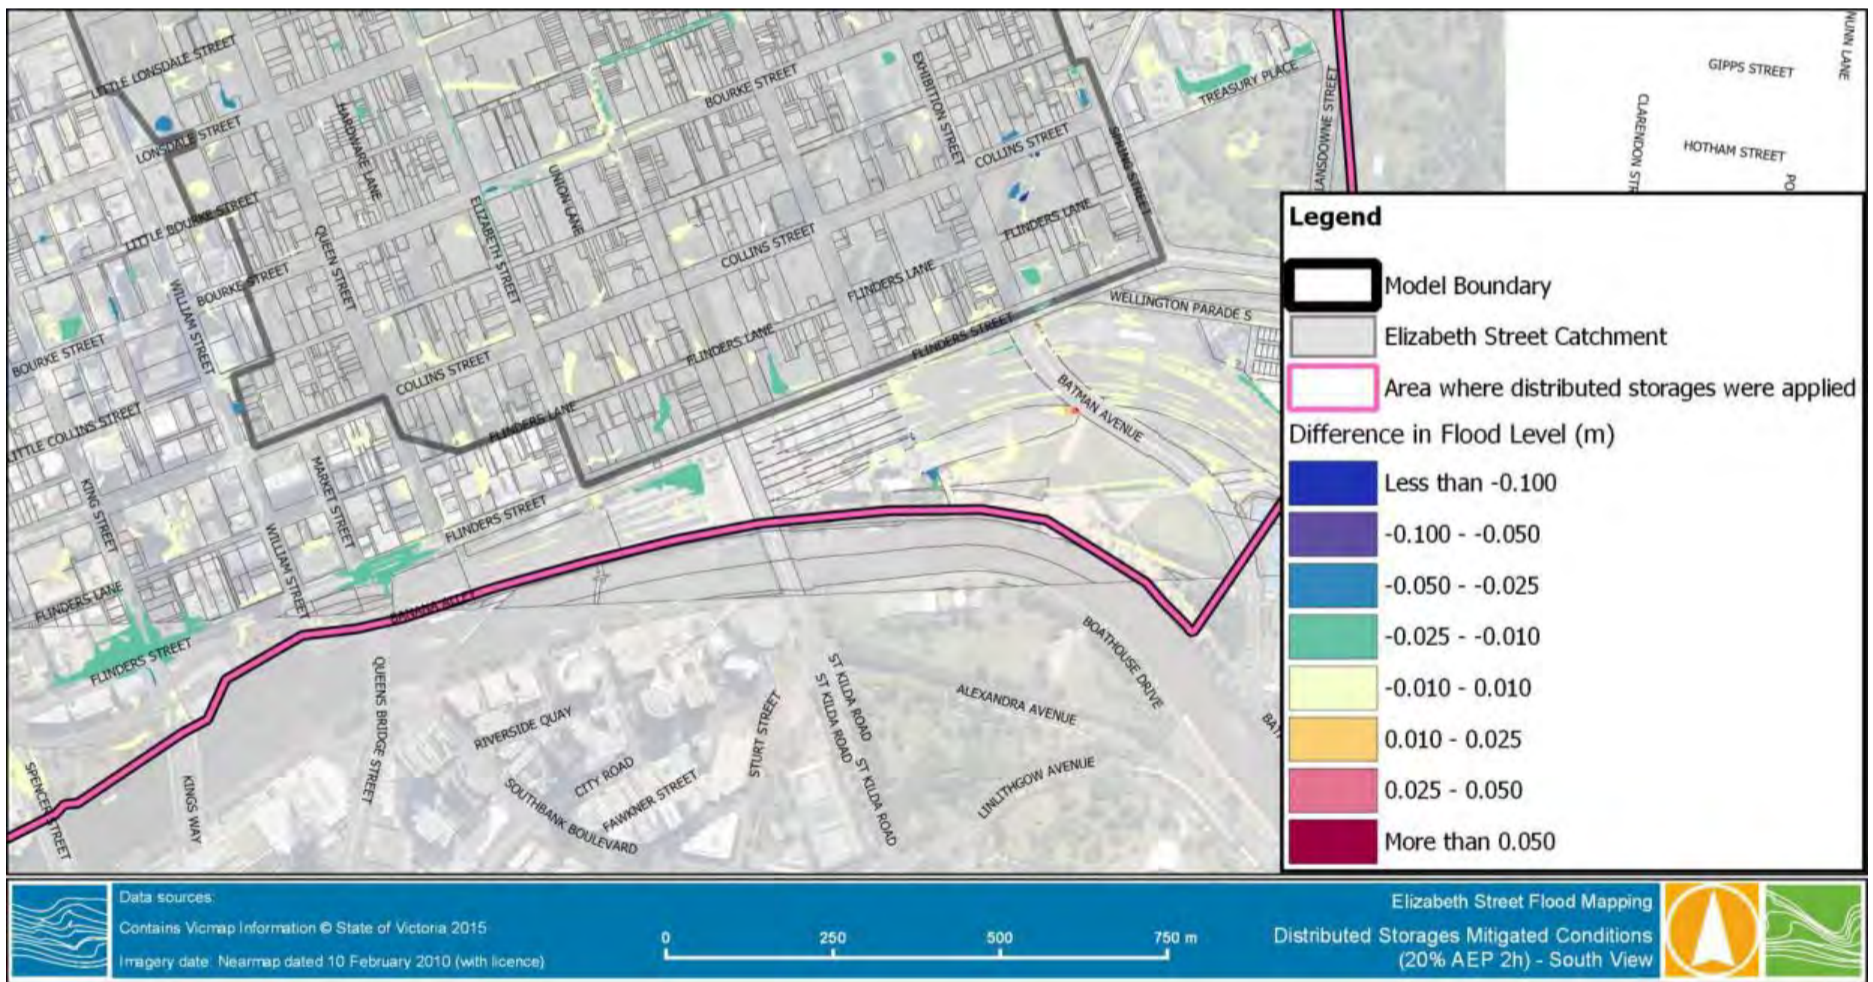 LITTLE LONSDALE STREET
LONSDALE STREET
HARDWARE LANE
LITTLE BOURKE STREET
BOURKE STREET
QUEEN STREET
WILLIAM STREET
BOURKE STREET
LITTLE COLLINS STREET
ELIZABETH STREET
UNION LANE
BOURKE STREET
EXHIBITION STREET
COLLINS STREET
SPRING STREET
TREASURY PLACE
LANSDOWNE STREET
FLINDERS LANE
COLLINS STREET
FLINDERS LANE
FLINDERS LANE
FLINDERS STREET
WELLINGTON PARADE S
BATMAN AVENUE
COLLINS STREET
FLINDERS LANE
MARKET STREET
KING STREET
WILLIAM STREET
FLINDERS STREET
FLINDERS LANE
FLINDERS STREET
BANANA ALLEY
QUEENS BRIDGE STREET
SPENCER STREET
KINGS WAY
RIVERSIDE QUAY
CITY ROAD
FAWKNER STREET
SOUTHBANK BOULEVARD
STURT STREET
ST KILDA ROAD
ST KILDA ROAD
ST KILDA ROAD
ALEXANDRA AVENUE
LINLITHGOW AVENUE
BOATHOUSE DRIVE
GIPPS STREET
HOTHAM STREET
CLARENDON STR
NUNN LANE
PO
Legend
Model Boundary
Elizabeth Street Catchment
Area where distributed storages were applied
Difference in Flood Level (m)
Less than -0.100
-0.100 - -0.050
-0.050 - -0.025
-0.025 - -0.010
-0.010 - 0.010
0.010 - 0.025
0.025 - 0.050
More than 0.050
Data sources:
Contains Vicmap Information © State of Victoria 2015
Imagery date: Nearmap dated 10 February 2010 (with licence)
0 250 500 750 m
Elizabeth Street Flood Mapping
Distributed Storages Mitigated Conditions
(20% AEP 2h) - South View